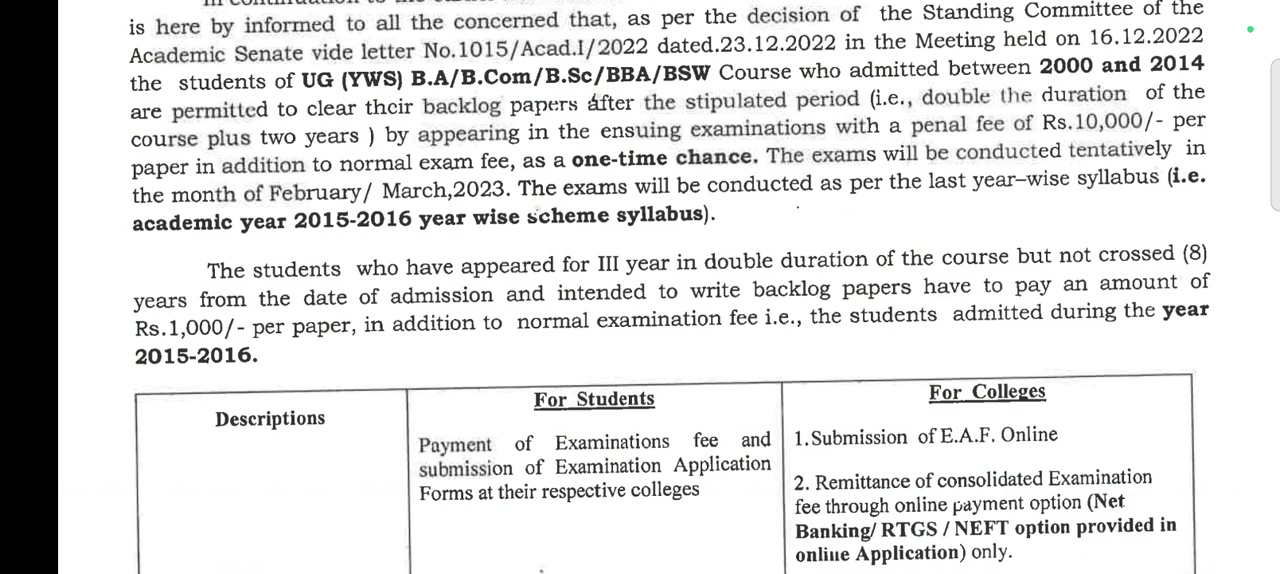 is here by informed to all the concerned that, as per the decision of the Standing Committee of the
Academic Senate vide letter No.1015/Acad.I/2022 dated.23.12.2022 in the Meeting held on 16.12.2022
the students of UG (YWS) B.A/B.Com/B.Sc/BBA/BSW Course who admitted between 2000 and 2014
are permitted to clear their backlog papers after the stipulated period (i.e., double the duration of the
course plus two years ) by appearing in the ensuing examinations with a penal fee of Rs.10,000/- per
paper in addition to normal exam fee, as a one-time chance. The exams will be conducted tentatively in
the month of February/ March,2023. The exams will be conducted as per the last year–wise syllabus (i.e.
academic year 2015-2016 year wise scheme syllabus).
The students who have appeared for III year in double duration of the course but not crossed (8)
years from the date of admission and intended to write backlog papers have to pay an amount of
Rs.1,000/- per paper, in addition to normal examination fee i.e., the students admitted during the year
2015-2016.
Descriptions
For Students
Payment of Examinations fee and
submission of Examination Application
Forms at their respective colleges
For Colleges
1.Submission of E.A.F. Online
2. Remittance of consolidated Examination
fee through online payment option (Net
Banking/ RTGS / NEFT option provided in
online Application) only.